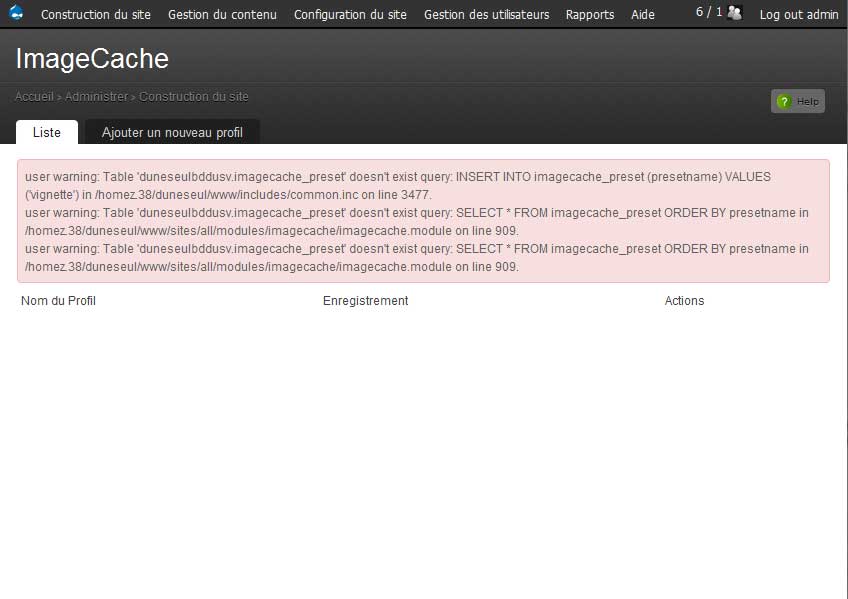 Construction du site Gestion du contenu Configuration du site Gestion des utilisateurs Rapports Aide 6 / 1 Log out admin
ImageCache
Accueil › Administrer › Construction du site
? Help
Liste Ajouter un nouveau profil
user warning: Table 'duneseulbddusv.imagecache_preset' doesn't exist query: INSERT INTO imagecache_preset (presetname) VALUES
('vignette') in /homez.38/duneseul/www/includes/common.inc on line 3477.
user warning: Table 'duneseulbddusv.imagecache_preset' doesn't exist query: SELECT * FROM imagecache_preset ORDER BY presetname in
/homez.38/duneseul/www/sites/all/modules/imagecache/imagecache.module on line 909.
user warning: Table 'duneseulbddusv.imagecache_preset' doesn't exist query: SELECT * FROM imagecache_preset ORDER BY presetname in
/homez.38/duneseul/www/sites/all/modules/imagecache/imagecache.module on line 909.
Nom du Profil Enregistrement Actions